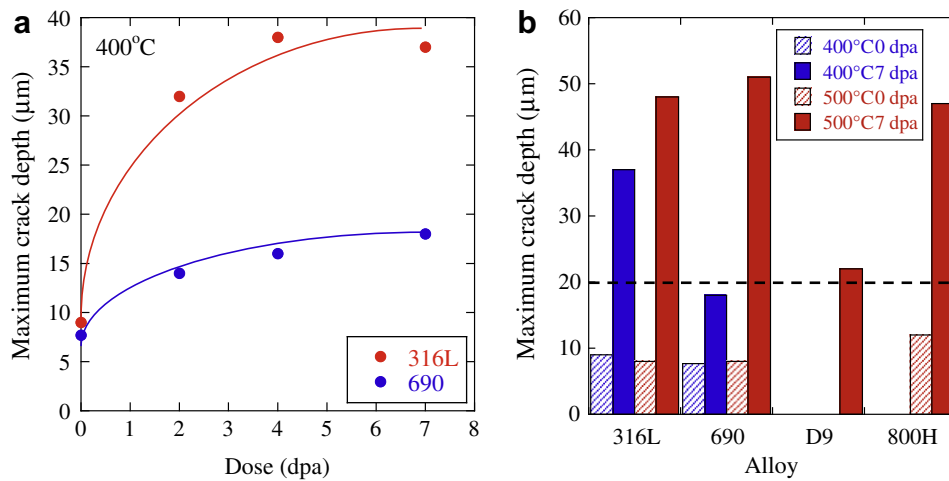 a
400°C
Maximum crack depth (μm)
40
35
30
25
20
15
10
5
0
0 1 2 3 4 5 6 7 8
Dose (dpa)
316L
690
b
Maximum crack depth (μm)
60
50
40
30
20
10
0
400°C0 dpa
400°C7 dpa
500°C0 dpa
500°C7 dpa
316L 690 D9 800H
Alloy